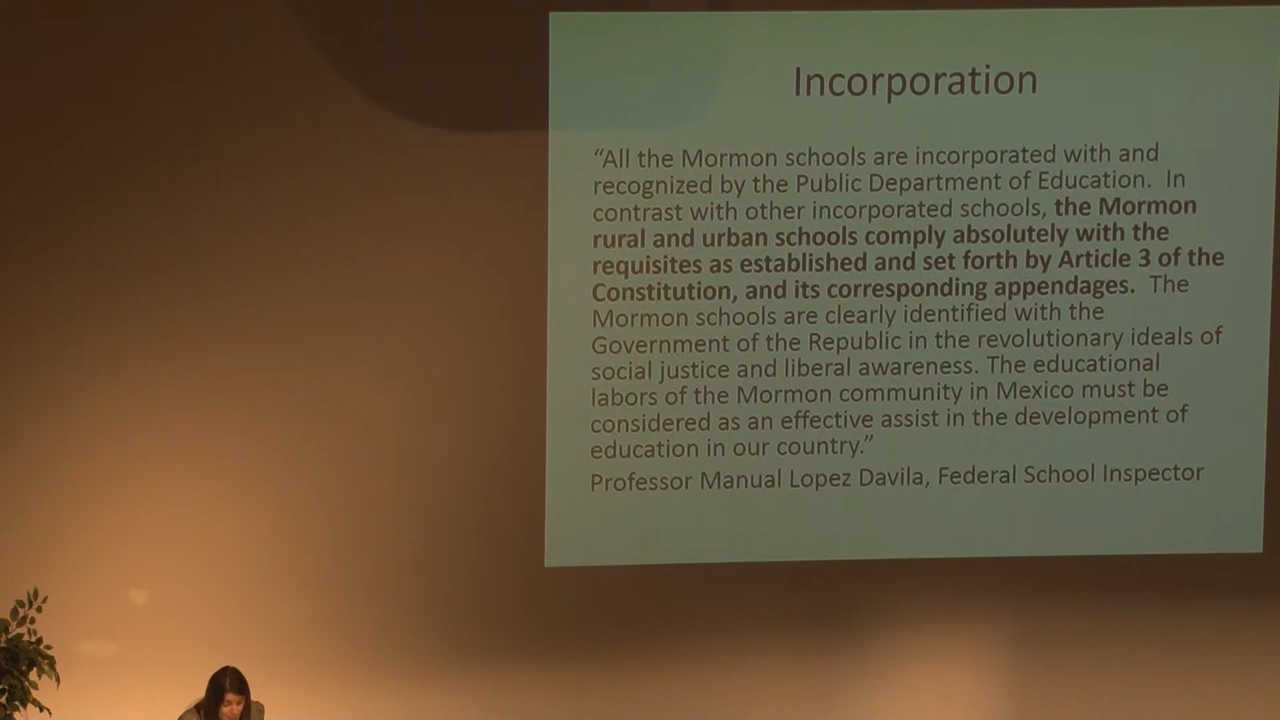 Incorporation
“All the Mormon schools are incorporated with and
recognized by the Public Department of Education.  In
contrast with other incorporated schools, the Mormon
rural and urban schools comply absolutely with the
requisites as established and set forth by Article 3 of the
Constitution, and its corresponding appendages.  The
Mormon schools are clearly identified with the
Government of the Republic in the revolutionary ideals of
social justice and liberal awareness. The educational
labors of the Mormon community in Mexico must be
considered as an effective assist in the development of
education in our country.”
Professor Manual Lopez Davila, Federal School Inspector